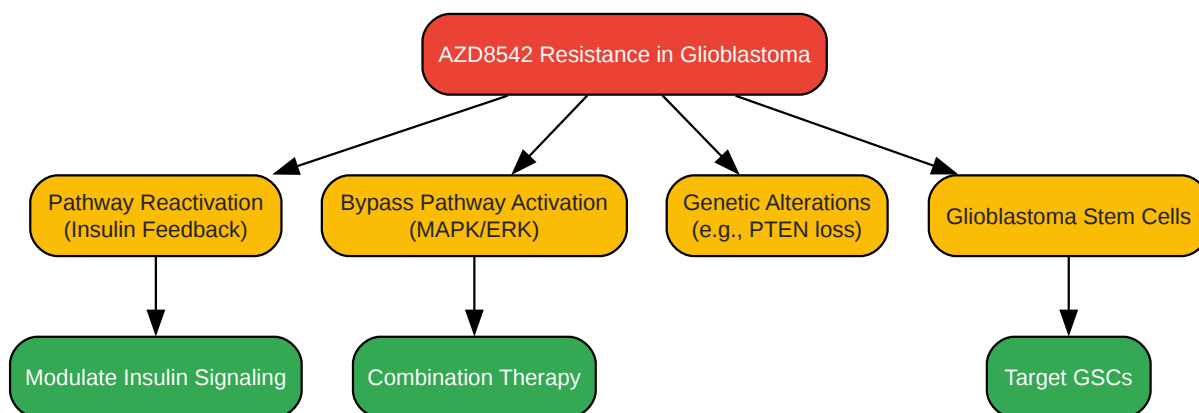 AZD8542 Resistance in Glioblastoma
Pathway Reactivation
(Insulin Feedback)
Bypass Pathway Activation
(MAPK/ERK)
Genetic Alterations
(e.g., PTEN loss)
Glioblastoma Stem Cells
Modulate Insulin Signaling
Combination Therapy
Target GSCs